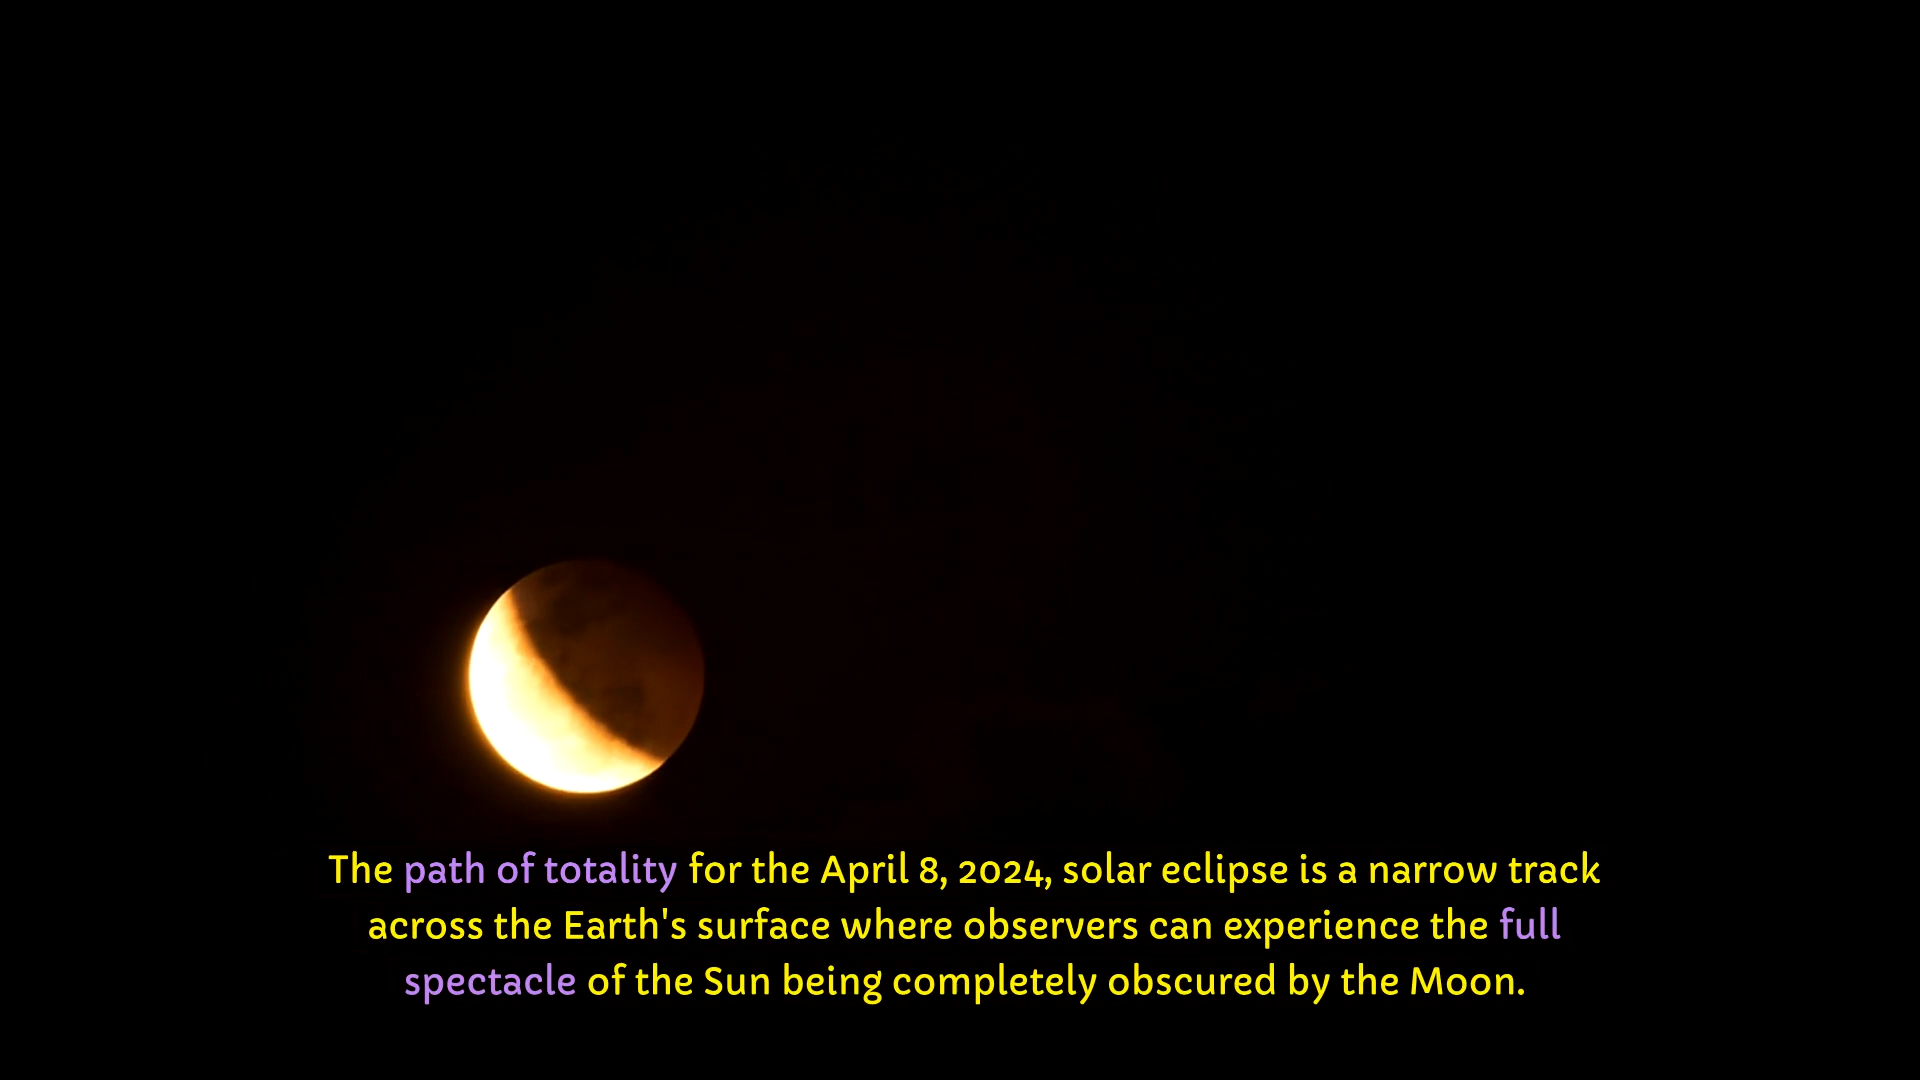 The path of totality for the April 8, 2024, solar eclipse is a narrow track
across the Earth's surface where observers can experience the full
spectacle of the Sun being completely obscured by the Moon.